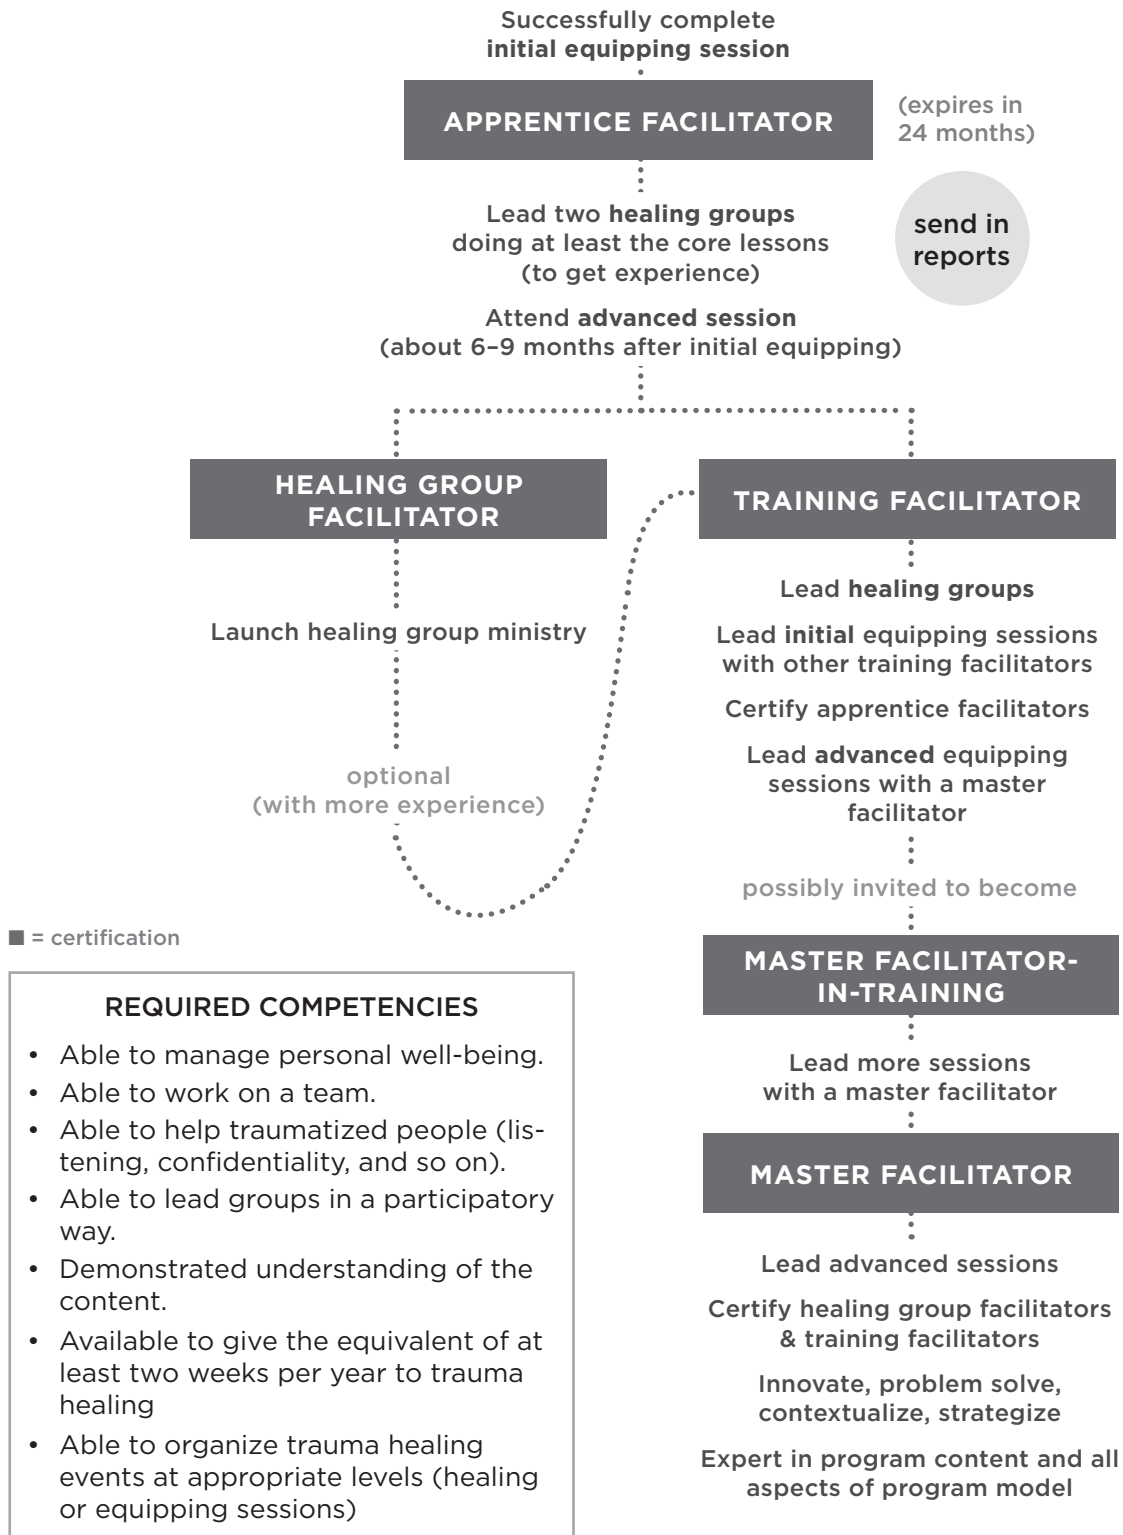 Successfully complete
initial equipping session
APPRENTICE FACILITATOR
(expires in
24 months)
send in
reports
Lead two healing groups
doing at least the core lessons
(to get experience)
Attend advanced session
(about 6–9 months after initial equipping)
HEALING GROUP
FACILITATOR
Launch healing group ministry
optional
(with more experience)
TRAINING FACILITATOR
Lead healing groups
Lead initial equipping sessions
with other training facilitators
Certify apprentice facilitators
Lead advanced equipping
sessions with a master
facilitator
possibly invited to become
MASTER FACILITATOR-
IN-TRAINING
Lead more sessions
with a master facilitator
MASTER FACILITATOR
Lead advanced sessions
Certify healing group facilitators
& training facilitators
Innovate, problem solve,
contextualize, strategize
Expert in program content and all
aspects of program model
■ = certification
REQUIRED COMPETENCIES
• Able to manage personal well-being.
• Able to work on a team.
• Able to help traumatized people (lis-
tening, confidentiality, and so on).
• Able to lead groups in a participatory
way.
• Demonstrated understanding of the
content.
• Available to give the equivalent of at
least two weeks per year to trauma
healing
• Able to organize trauma healing
events at appropriate levels (healing
or equipping sessions)